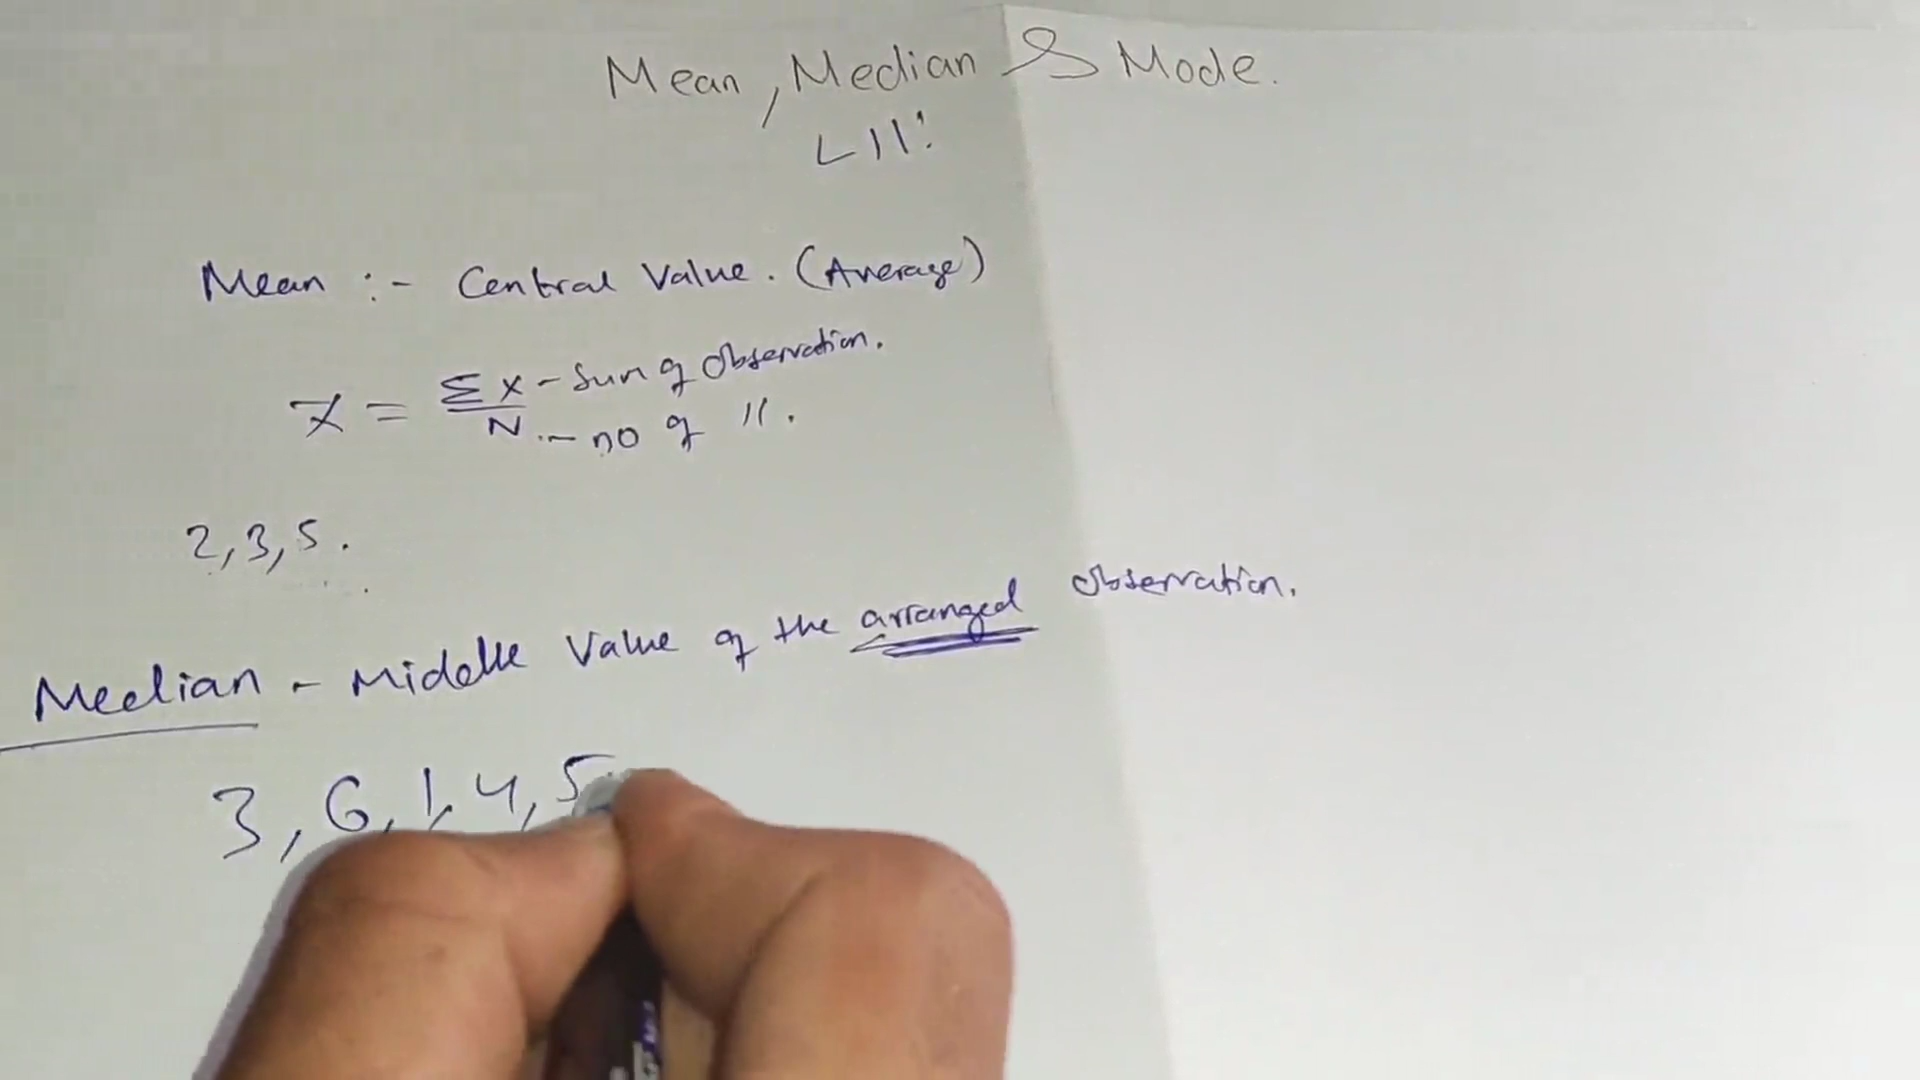 Mean, Median & Mode.
L11:
Mean :- Central Value. (Average)
x̄ = Σx - Sum of Observation.
N - no of 11.
2, 3, 5.
Median - Middle Value of the arranged observation.
3, 6, 1, 4, 5